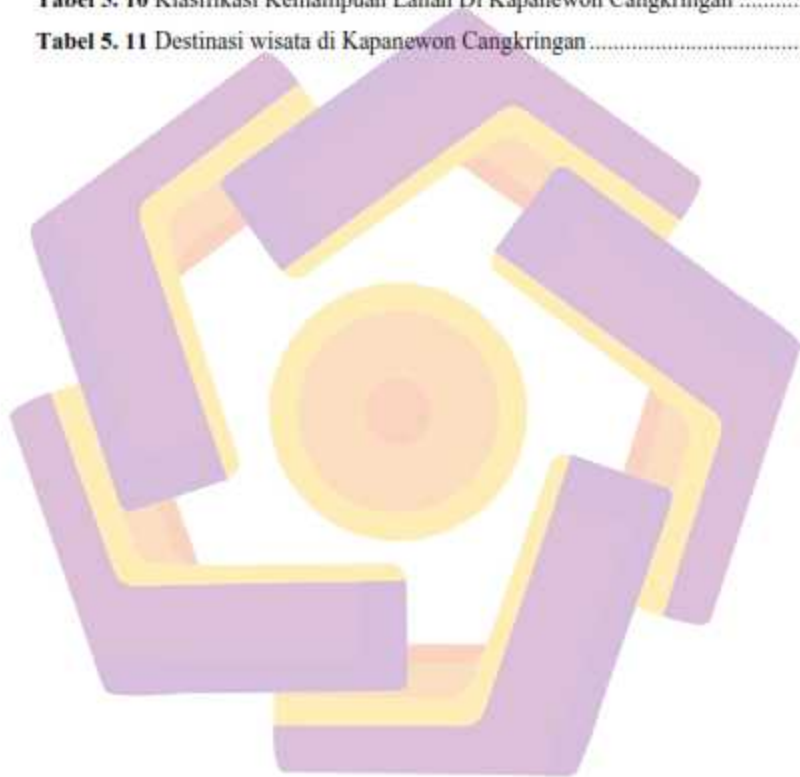 Tabel 5. 10 Klasifikasi Kemampuan Lahan Di Kapanewon Cangkringan ..........
Tabel 5. 11 Destinasi wisata di Kapanewon Cangkringan ....................................